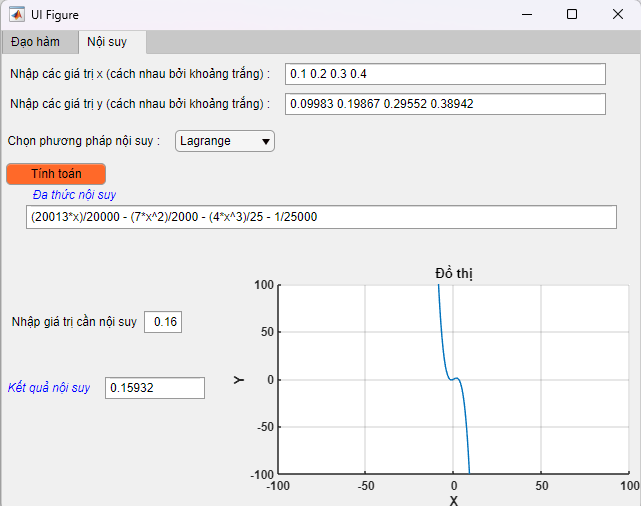 UI Figure
Đạo hàm Nội suy
Nhập các giá trị x (cách nhau bởi khoảng trắng) : 0.1 0.2 0.3 0.4
Nhập các giá trị y (cách nhau bởi khoảng trắng) : 0.09983 0.19867 0.29552 0.38942
Chọn phương pháp nội suy : Lagrange
Tính toán
Đa thức nội suy
(20013*x)/20000 - (7*x^2)/2000 - (4*x^3)/25 - 1/25000
Đồ thị
100
50
0
-50
-100
Y
-100 -50 0 50 100
X
Nhập giá trị cần nội suy 0.16
Kết quả nội suy 0.15932